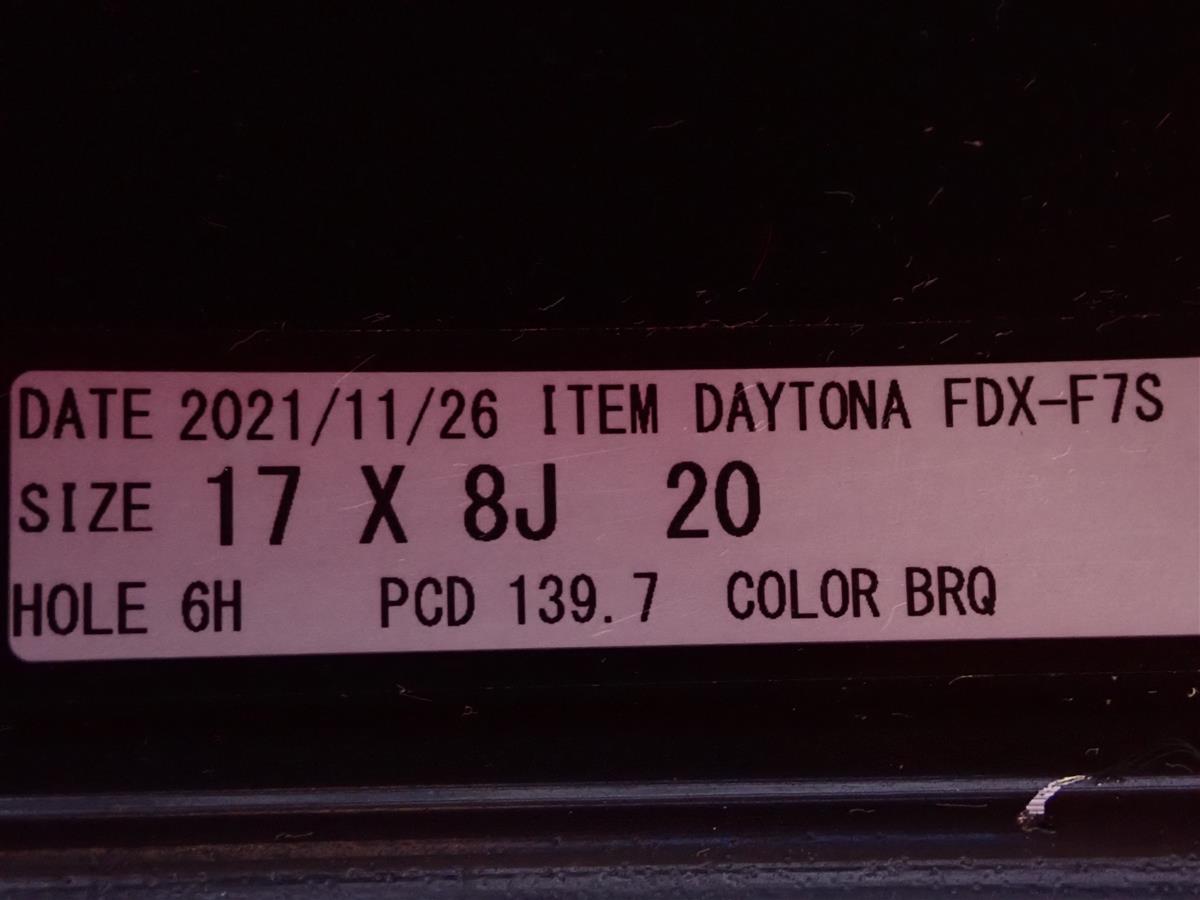 DATE 2021/11/26 ITEM DAYTONA FDX-F7S
SIZE 17 X 8J 20
HOLE 6H PCD 139.7 COLOR BRQ